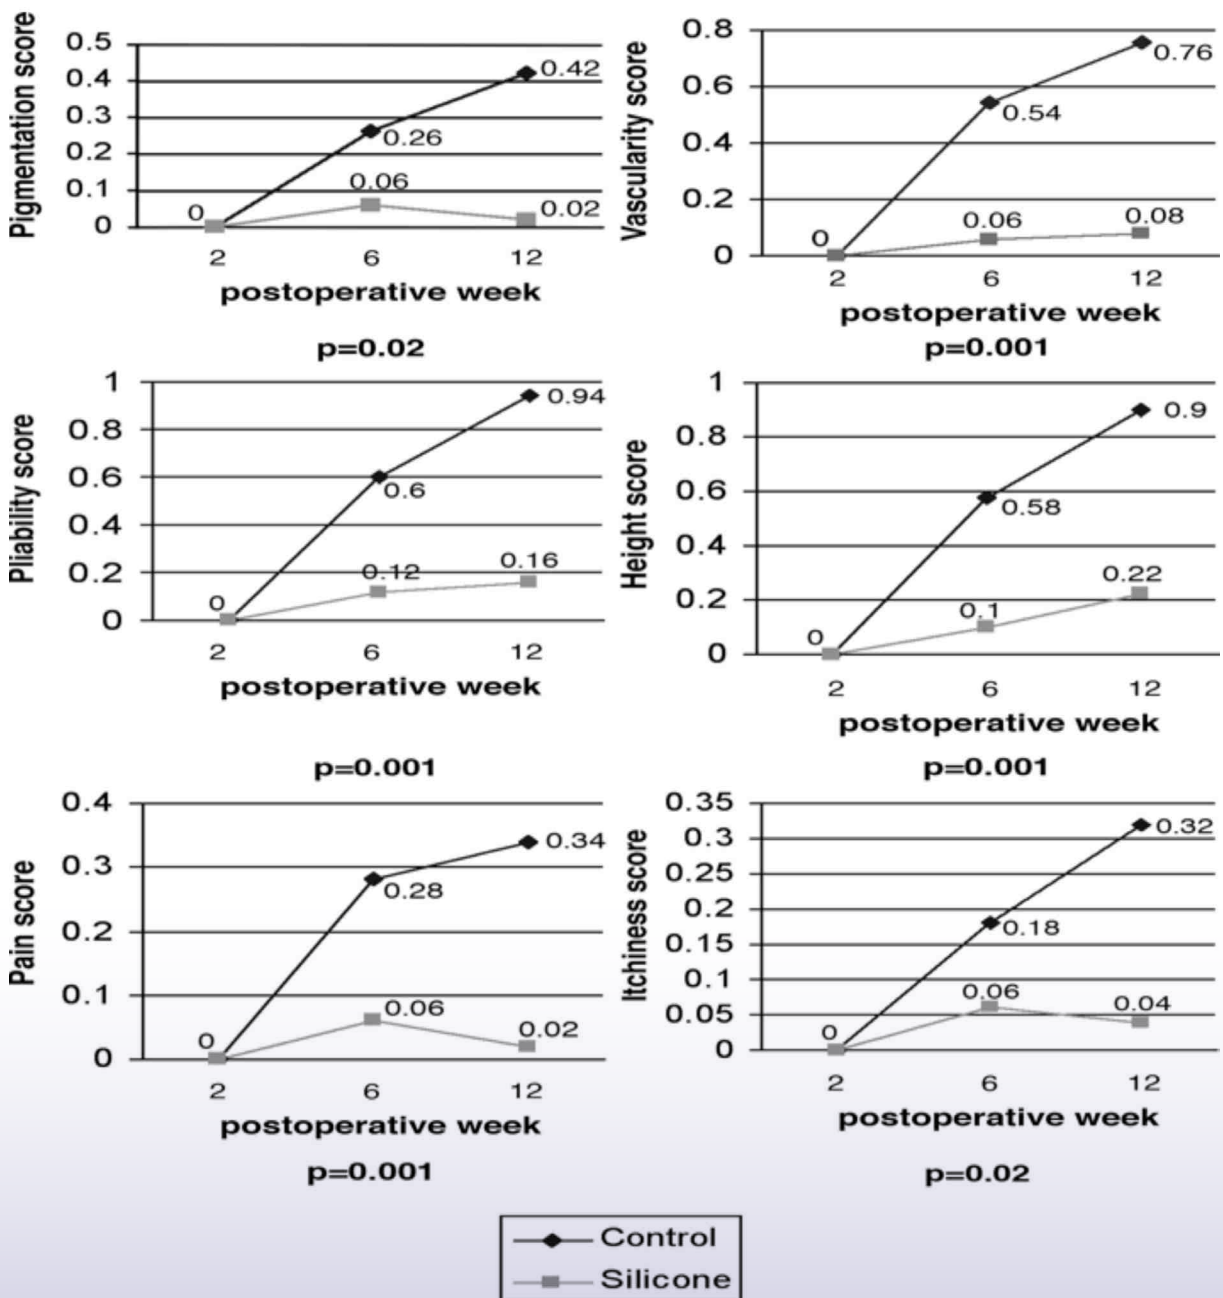 Pigmentation score
0.5
0.4
0.3
0.2
0.1
0
0
0.26
0.42
0.06
0.02
2 6 12
postoperative week
p=0.02
Vascularity score
0.8
0.6
0.4
0.2
0
0
0.54
0.76
0.06
0.08
2 6 12
postoperative week
p=0.001
Pliability score
1
0.8
0.6
0.4
0.2
0
0
0.6
0.94
0.12
0.16
2 6 12
postoperative week
p=0.001
Height score
1
0.8
0.6
0.4
0.2
0
0
0.58
0.9
0.1
0.22
2 6 12
postoperative week
p=0.001
Pain score
0.4
0.3
0.2
0.1
0
0
0.28
0.34
0.06
0.02
2 6 12
postoperative week
p=0.001
Itchiness score
0.35
0.3
0.25
0.2
0.15
0.1
0.05
0
0
0.18
0.32
0.06
0.04
2 6 12
postoperative week
p=0.02
Control
Silicone